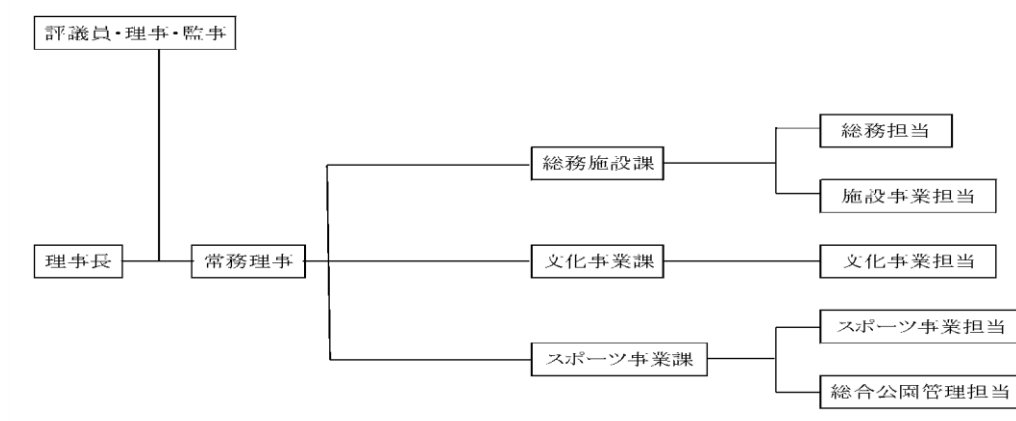 評議員・理事・監事
総務担当
総務施設課
施設事業担当
理事長
常務理事
文化事業課
文化事業担当
スポーツ事業担当
スポーツ事業課
総合公園管理担当